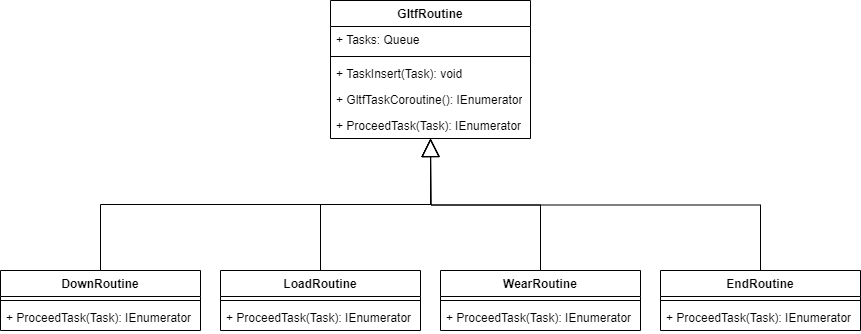 GltfRoutine
+ Tasks: Queue
+ TaskInsert(Task): void
+ GltfTaskCoroutine(): IEnumerator
+ ProceedTask(Task): IEnumerator
DownRoutine
LoadRoutine
WearRoutine
EndRoutine
+ ProceedTask(Task): IEnumerator
+ ProceedTask(Task): IEnumerator
+ ProceedTask(Task): IEnumerator
+ ProceedTask(Task): IEnumerator